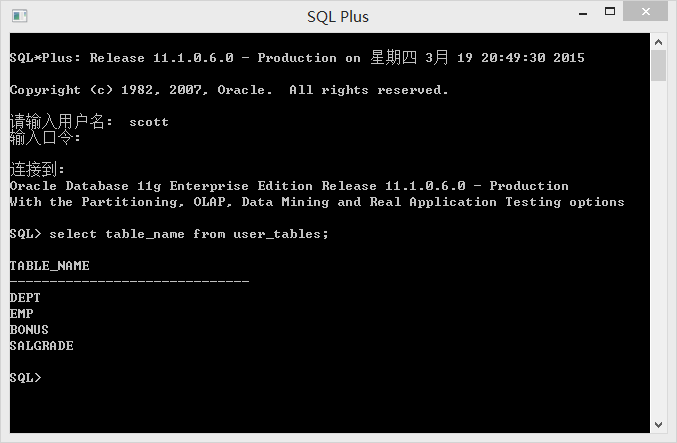 SQL Plus
SQL*Plus: Release 11.1.0.6.0 - Production on 星期四 3月 19 20:49:30 2015
Copyright (c) 1982, 2007, Oracle.  All rights reserved.
请输入用户名:  scott
输入口令:
连接到:
Oracle Database 11g Enterprise Edition Release 11.1.0.6.0 - Production
With the Partitioning, OLAP, Data Mining and Real Application Testing options
SQL> select table_name from user_tables;
TABLE_NAME
------------------------------
DEPT
EMP
BONUS
SALGRADE
SQL>